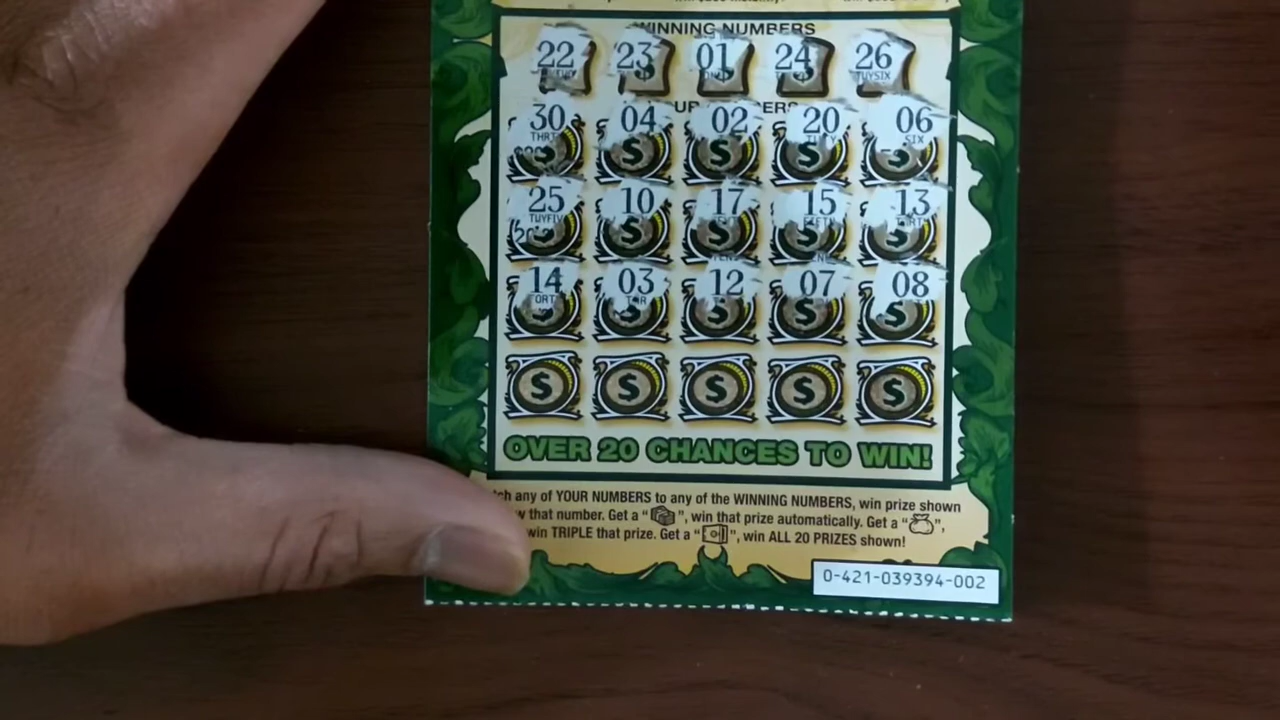 WINNING NUMBERS
22 23 01 24 26
TUYSIX
30 04 02 20 06
SIX
25 10 17 15 13
TUYFIV
14 03 12 07 08
$ $ $ $ $
OVER 20 CHANCES TO WIN!
any of YOUR NUMBERS to any of the WINNING NUMBERS, win prize shown
that number. Get a " ", win that prize automatically. Get a " ",
win TRIPLE that prize. Get a " ", win ALL 20 PRIZES shown!
0-421-039394-002